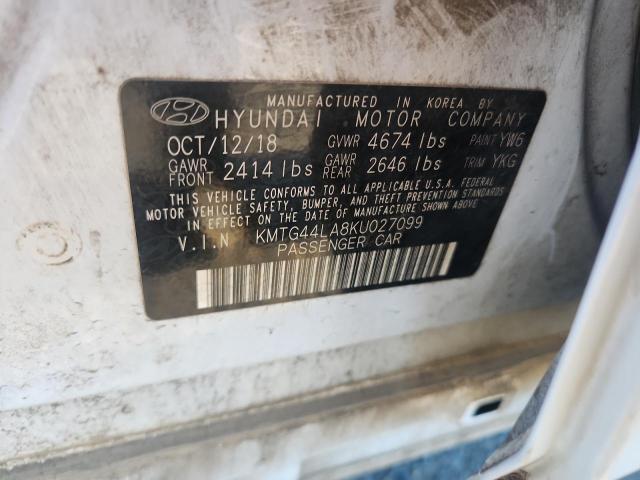 MANUFACTURED IN KOREA BY
HYUNDAI MOTOR COMPANY
OCT/12/18 GVWR 4674 lbs PAINT YW6
GAWR FRONT 2414 lbs GAWR REAR 2646 lbs TRIM YKG
THIS VEHICLE CONFORMS TO ALL APPLICABLE U.S.A. FEDERAL
MOTOR VEHICLE SAFETY, BUMPER, AND THEFT PREVENTION STANDARDS
IN EFFECT ON THE DATE OF MANUFACTURE SHOWN ABOVE
V.I.N KMTG44LA8KU027099
PASSENGER CAR